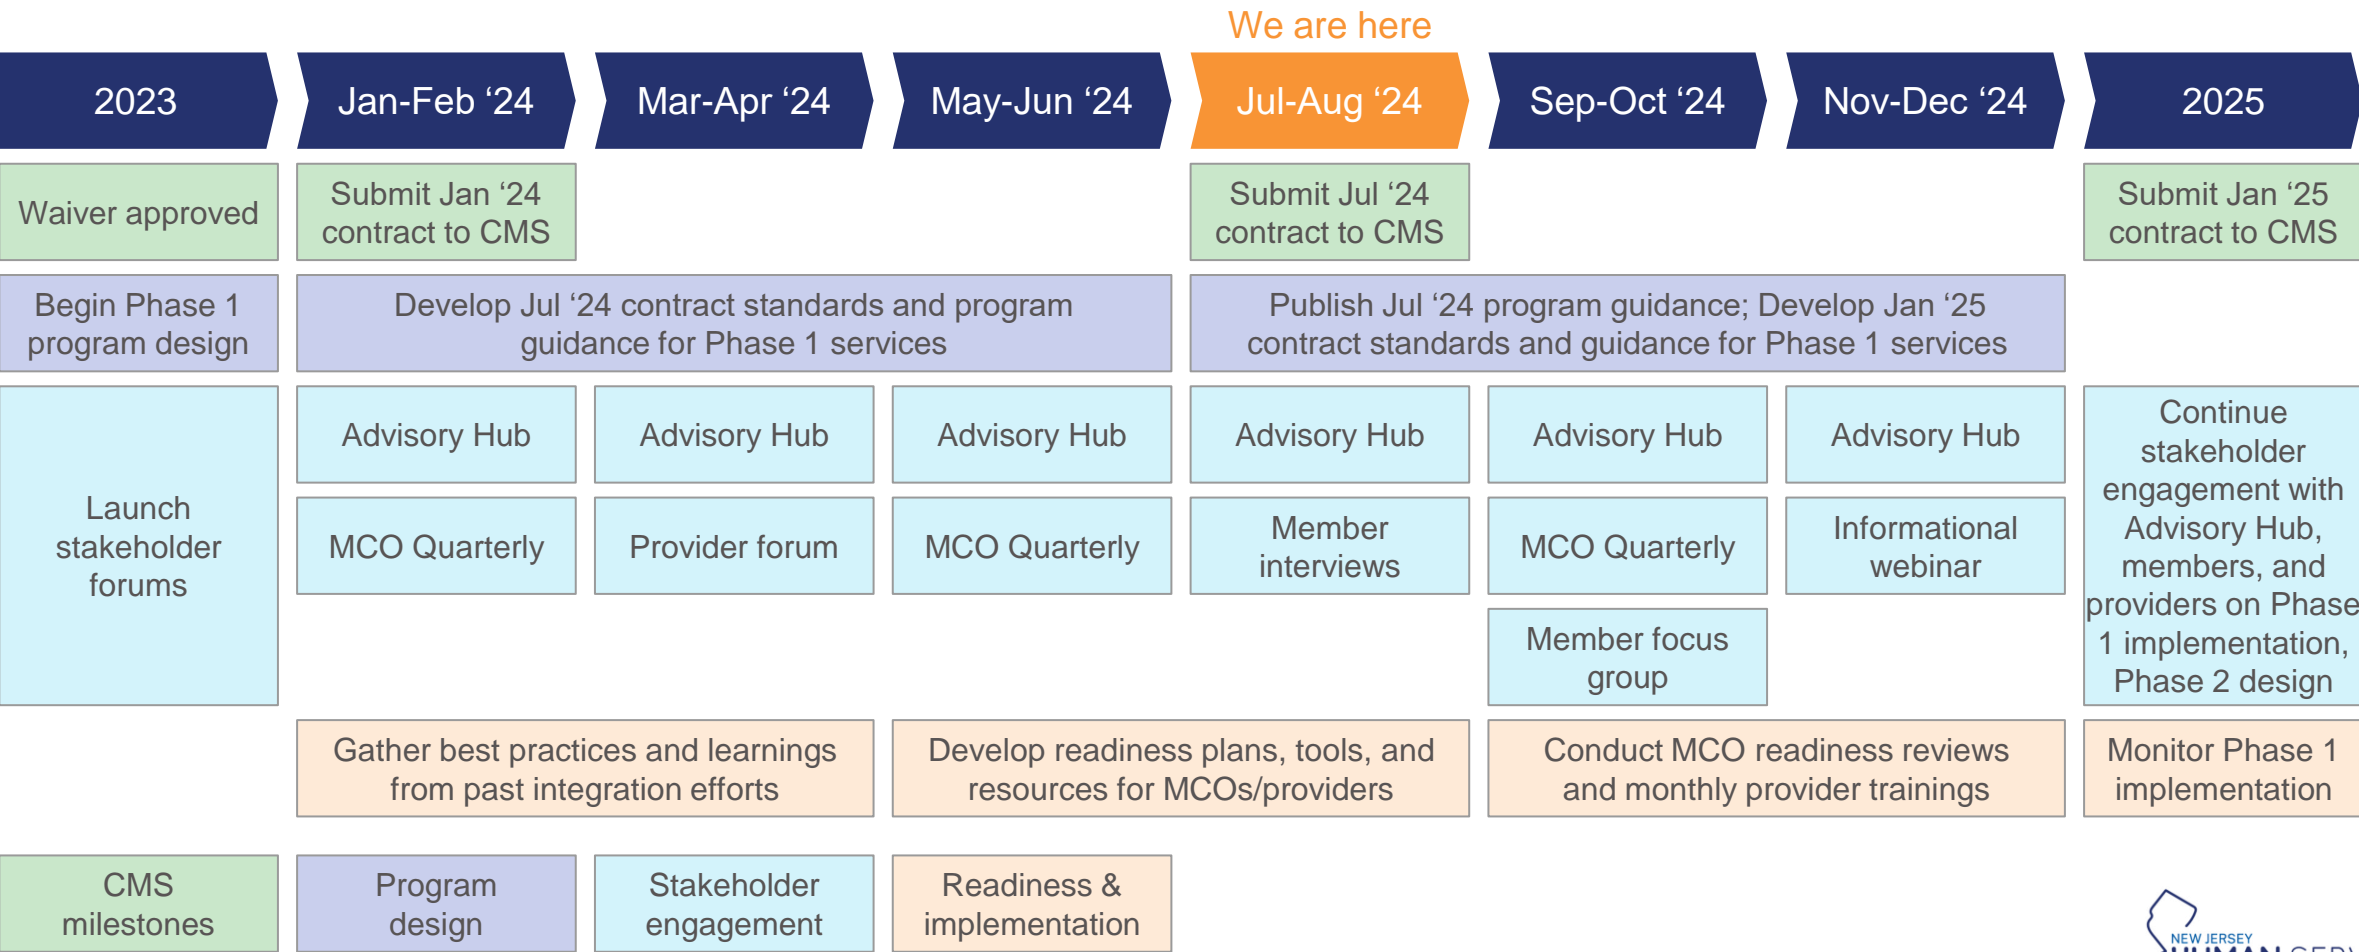 We are here
2023
Jan-Feb ‘24
Mar-Apr ‘24
May-Jun ‘24
Jul-Aug ‘24
Sep-Oct ‘24
Nov-Dec ‘24
2025
Waiver approved
Submit Jan ‘24
contract to CMS
Submit Jul ‘24
contract to CMS
Submit Jan ‘25
contract to CMS
Begin Phase 1
program design
Develop Jul ‘24 contract standards and program
guidance for Phase 1 services
Publish Jul ‘24 program guidance; Develop Jan ‘25
contract standards and guidance for Phase 1 services
Launch
stakeholder
forums
Advisory Hub
Advisory Hub
Advisory Hub
Advisory Hub
Advisory Hub
Advisory Hub
MCO Quarterly
Provider forum
MCO Quarterly
Member
interviews
MCO Quarterly
Informational
webinar
Member focus
group
Continue
stakeholder
engagement with
Advisory Hub,
members, and
providers on Phase
1 implementation,
Phase 2 design
Gather best practices and learnings
from past integration efforts
Develop readiness plans, tools, and
resources for MCOs/providers
Conduct MCO readiness reviews
and monthly provider trainings
Monitor Phase 1
implementation
CMS
milestones
Program
design
Stakeholder
engagement
Readiness &
implementation
NEW JERSEY
HUMAN